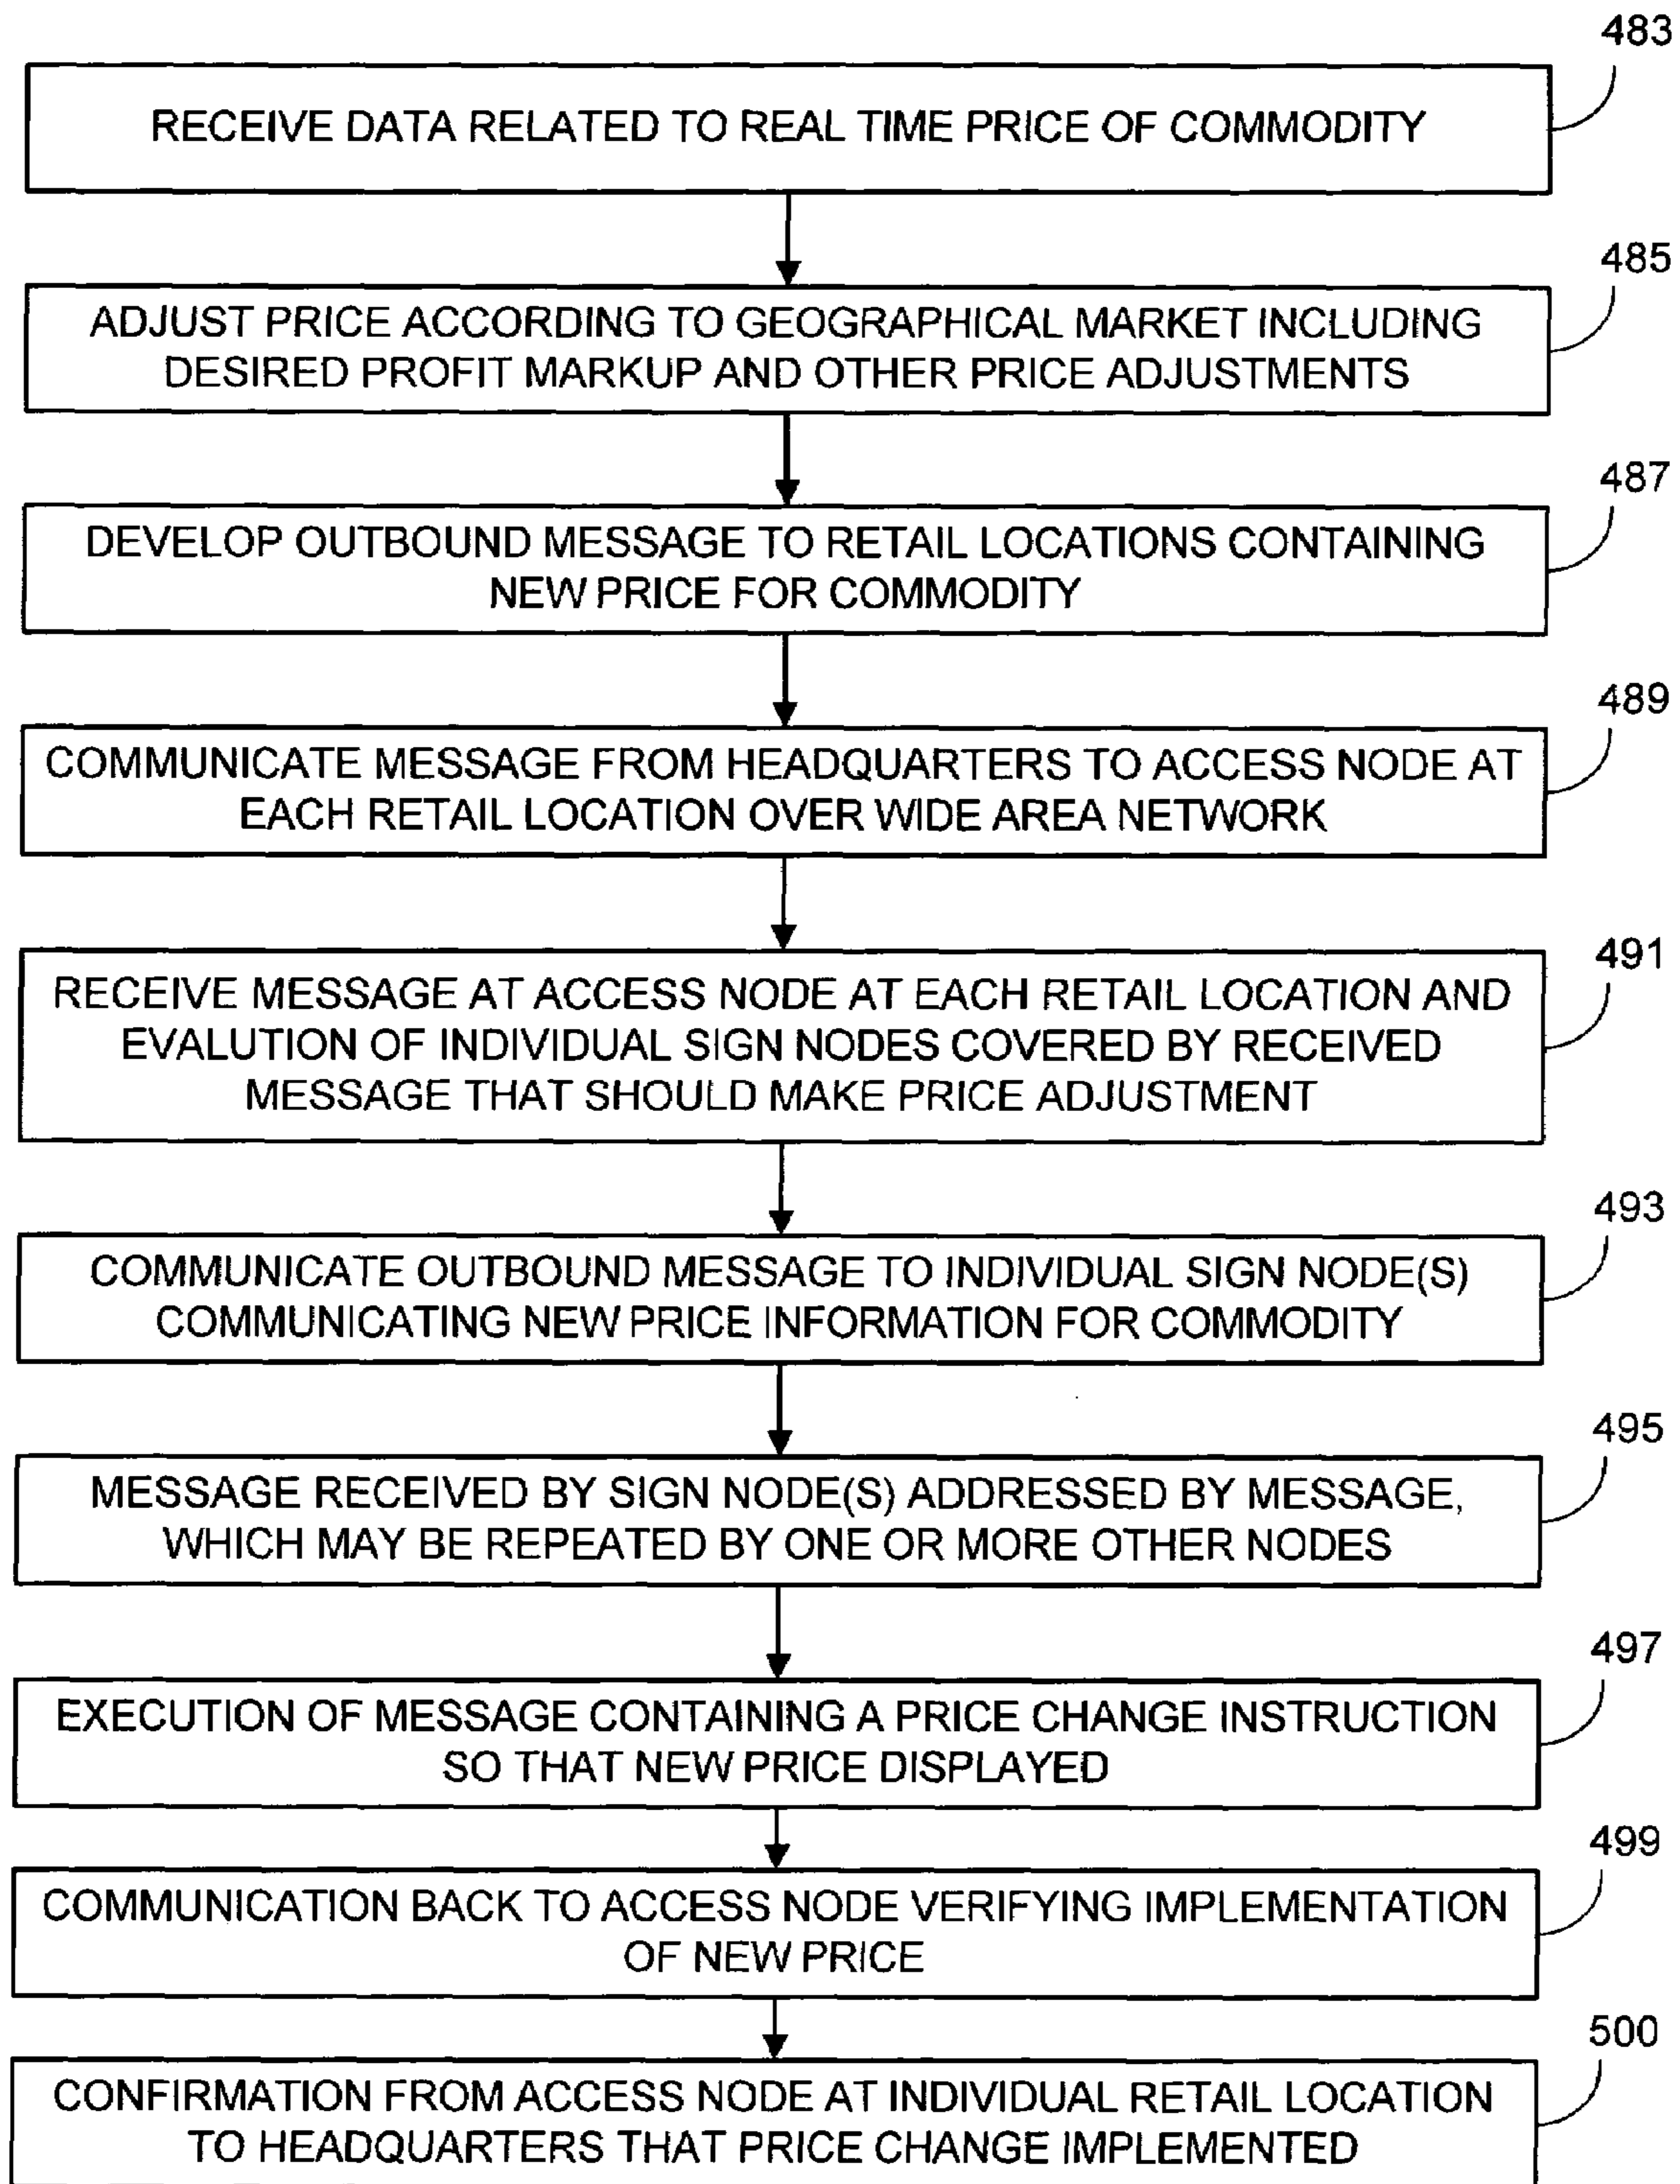 483
RECEIVE DATA RELATED TO REAL TIME PRICE OF COMMODITY
485
ADJUST PRICE ACCORDING TO GEOGRAPHICAL MARKET INCLUDING
DESIRED PROFIT MARKUP AND OTHER PRICE ADJUSTMENTS
487
DEVELOP OUTBOUND MESSAGE TO RETAIL LOCATIONS CONTAINING
NEW PRICE FOR COMMODITY
489
COMMUNICATE MESSAGE FROM HEADQUARTERS TO ACCESS NODE AT
EACH RETAIL LOCATION OVER WIDE AREA NETWORK
491
RECEIVE MESSAGE AT ACCESS NODE AT EACH RETAIL LOCATION AND
EVALUTION OF INDIVIDUAL SIGN NODES COVERED BY RECEIVED
MESSAGE THAT SHOULD MAKE PRICE ADJUSTMENT
493
COMMUNICATE OUTBOUND MESSAGE TO INDIVIDUAL SIGN NODE(S)
COMMUNICATING NEW PRICE INFORMATION FOR COMMODITY
495
MESSAGE RECEIVED BY SIGN NODE(S) ADDRESSED BY MESSAGE,
WHICH MAY BE REPEATED BY ONE OR MORE OTHER NODES
497
EXECUTION OF MESSAGE CONTAINING A PRICE CHANGE INSTRUCTION
SO THAT NEW PRICE DISPLAYED
499
COMMUNICATION BACK TO ACCESS NODE VERIFYING IMPLEMENTATION
OF NEW PRICE
500
CONFIRMATION FROM ACCESS NODE AT INDIVIDUAL RETAIL LOCATION
TO HEADQUARTERS THAT PRICE CHANGE IMPLEMENTED